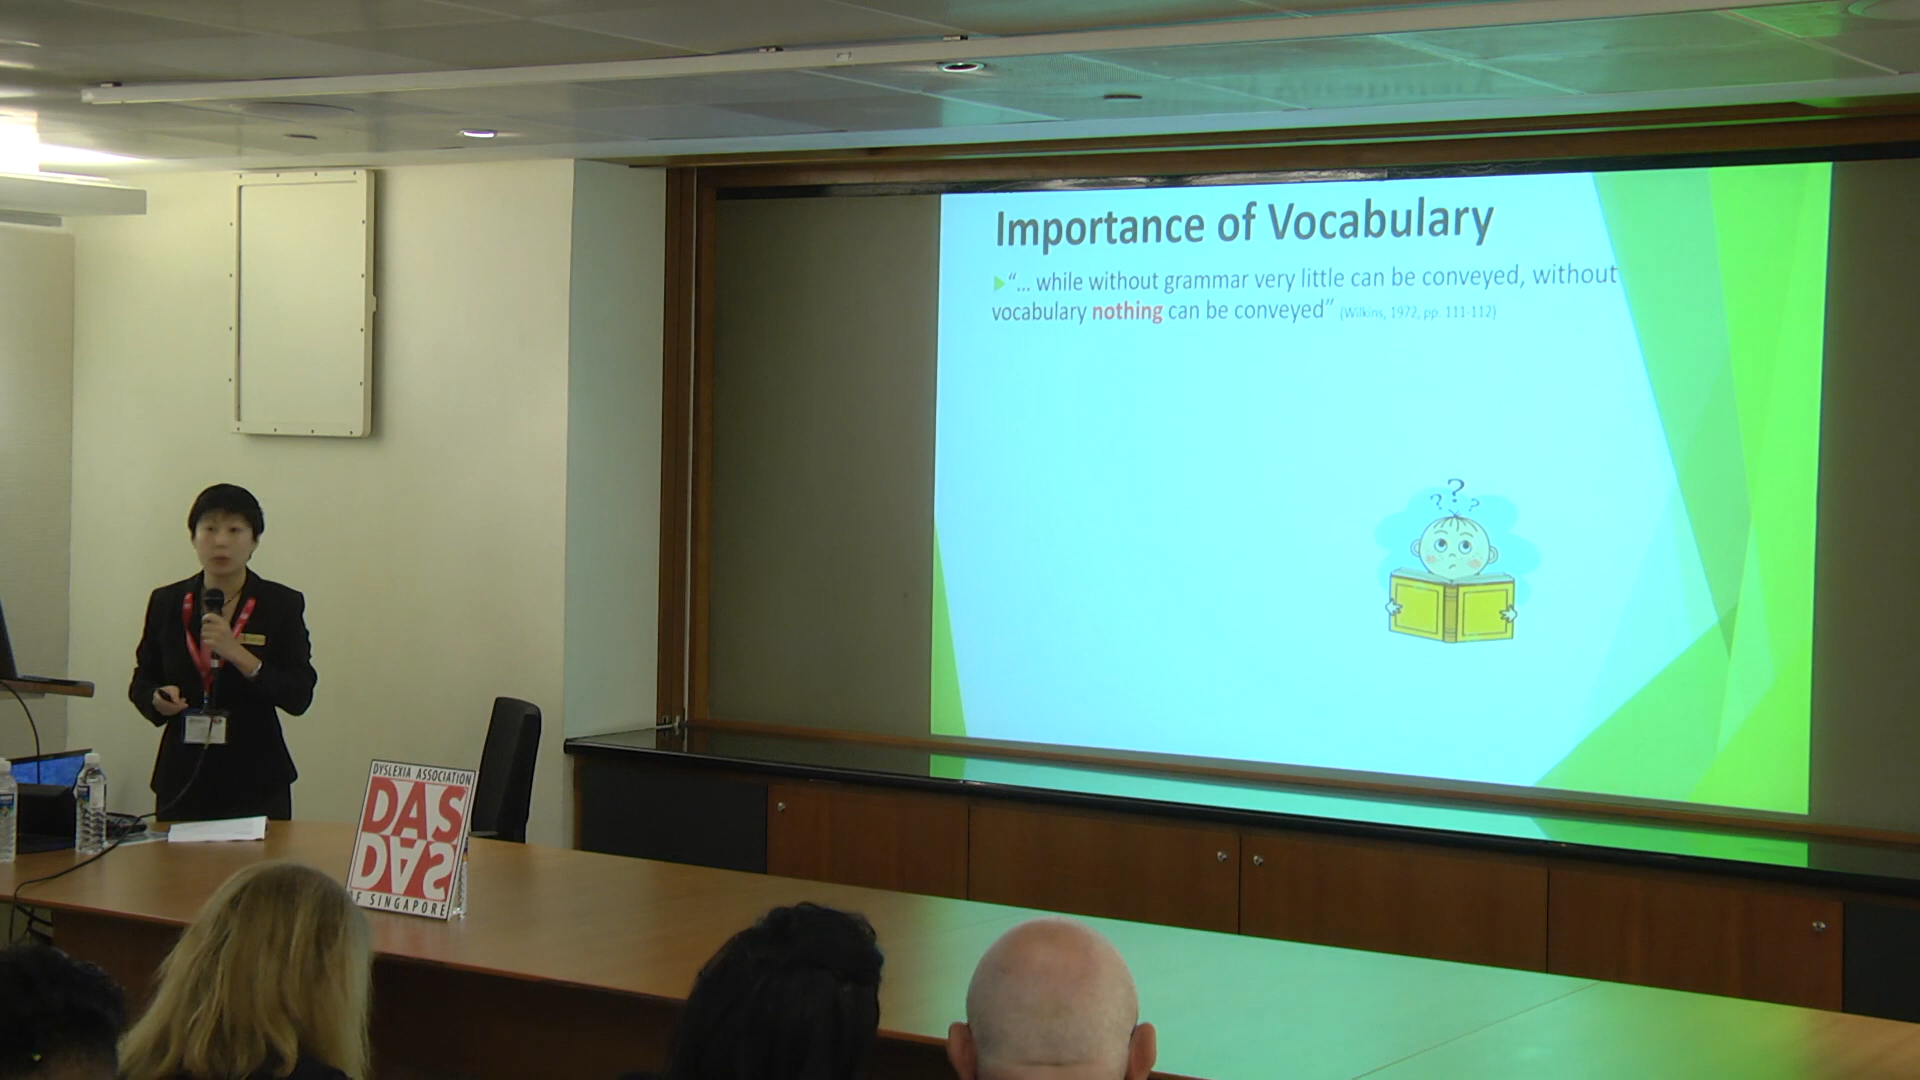 Importance of Vocabulary
“... while without grammar very little can be conveyed, without
vocabulary nothing can be conveyed” (Wilkins, 1972, pp. 111-112)
? ? ?
DYSLEXIA ASSOCIATION
DAS
DAS
OF SINGAPORE